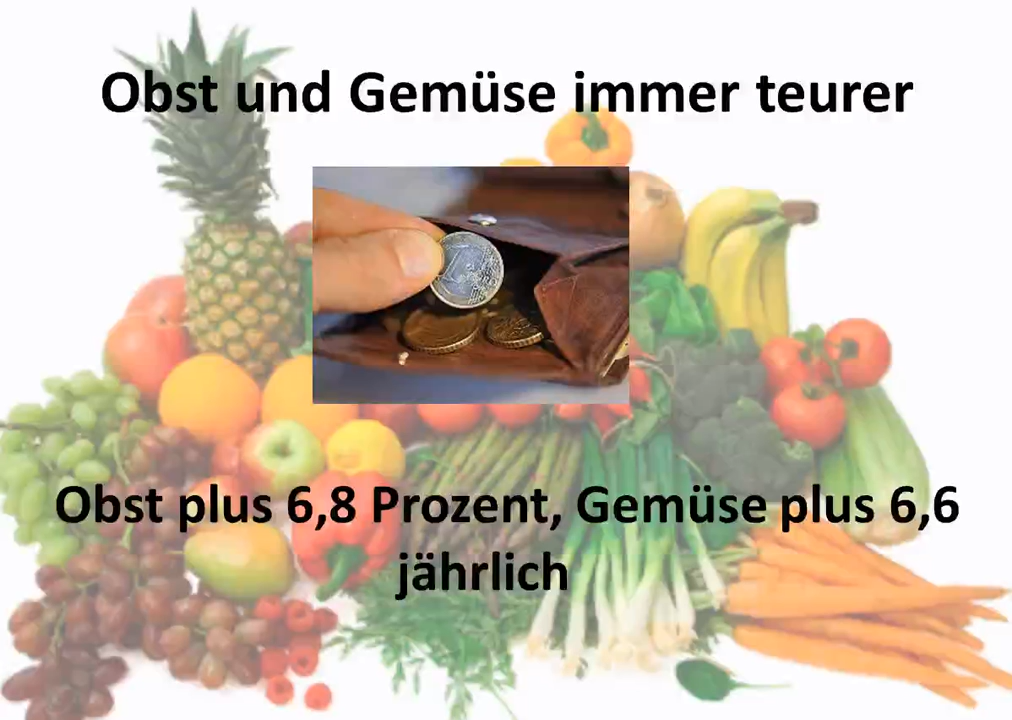 Obst und Gemüse immer teurer
Obst plus 6,8 Prozent, Gemüse plus 6,6
jährlich